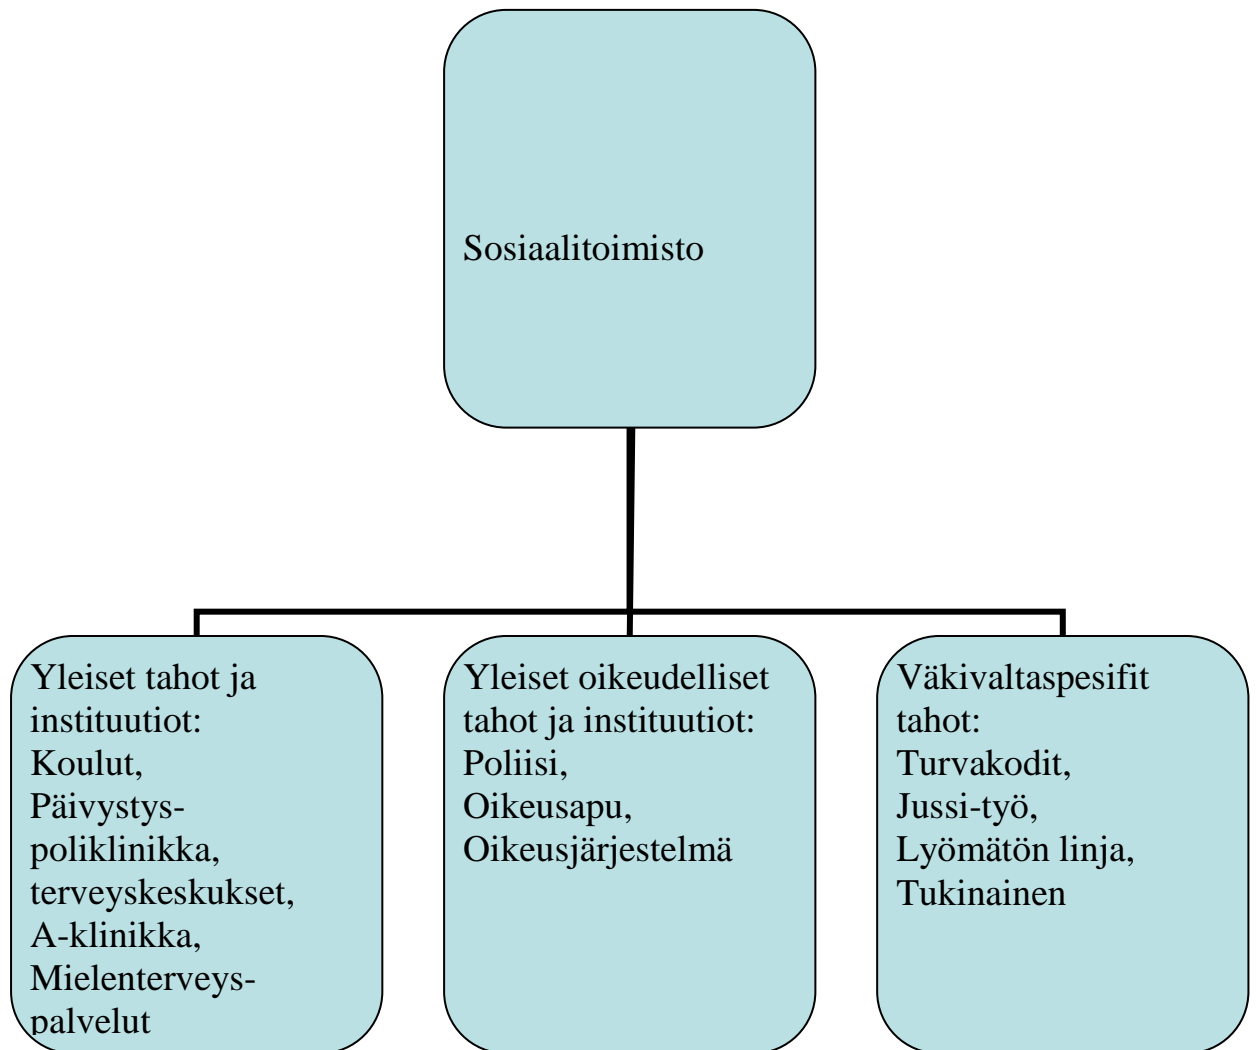 Sosiaalitoimisto
Yleiset tahot ja
instituutiot:
Koulut,
Päivystys-
poliklinikka,
terveyskeskukset,
A-klinikka,
Mielenterveys-
palvelut
Yleiset oikeudelliset
tahot ja instituutiot:
Poliisi,
Oikeusapu,
Oikeusjärjestelmä
Väkivaltaspesifit
tahot:
Turvakodit,
Jussi-työ,
Lyömätön linja,
Tukinainen